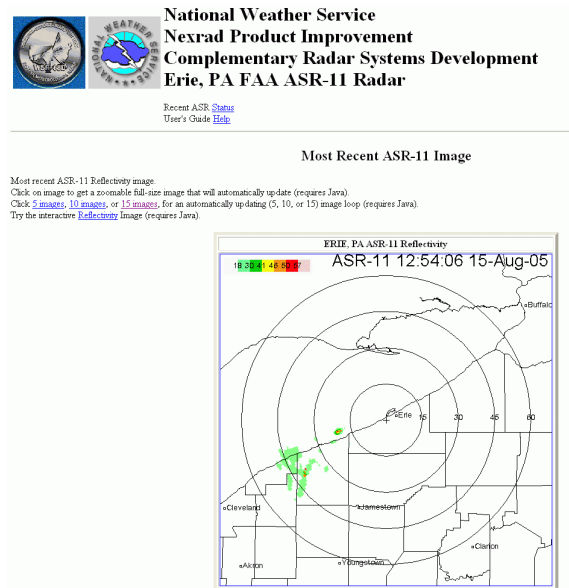 National Weather Service
Nexrad Product Improvement
Complementary Radar Systems Development
Erie, PA FAA ASR-11 Radar
NATIONAL WEATHER SERVICE
Recent ASR Status
User's Guide Help
Most Recent ASR-11 Image
Most recent ASR-11 Reflectivity image.
Click on image to get a zoomable full-size image that will automatically update (requires Java).
Click 5 images, 10 images, or 15 images, for an automatically updating (5, 10, or 15) image loop (requires Java).
Try the interactive Reflectivity Image (requires Java).
ERIE, PA ASR-11 Reflectivity
ASR-11 12:54:06 15-Aug-05
18 30 41 46 50 57
Buffalo
Erie 15 30 45 60
Cleveland
Jamestown
Clarion
Akron
Youngstown